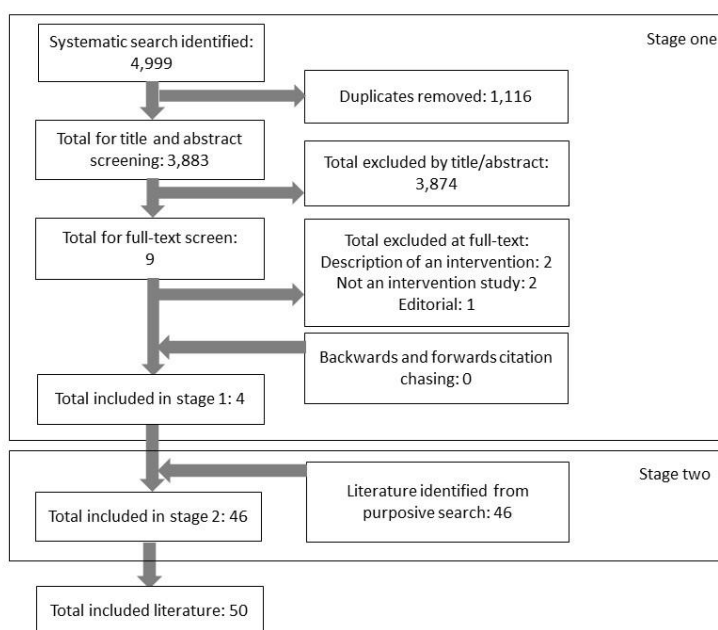 Stage one
Systematic search identified:
4,999
Duplicates removed: 1,116
Total for title and abstract
screening: 3,883
Total excluded by title/abstract:
3,874
Total for full-text screen:
9
Total excluded at full-text:
Description of an intervention: 2
Not an intervention study: 2
Editorial: 1
Backwards and forwards citation
chasing: 0
Total included in stage 1: 4
Stage two
Literature identified from
purposive search: 46
Total included in stage 2: 46
Total included literature: 50